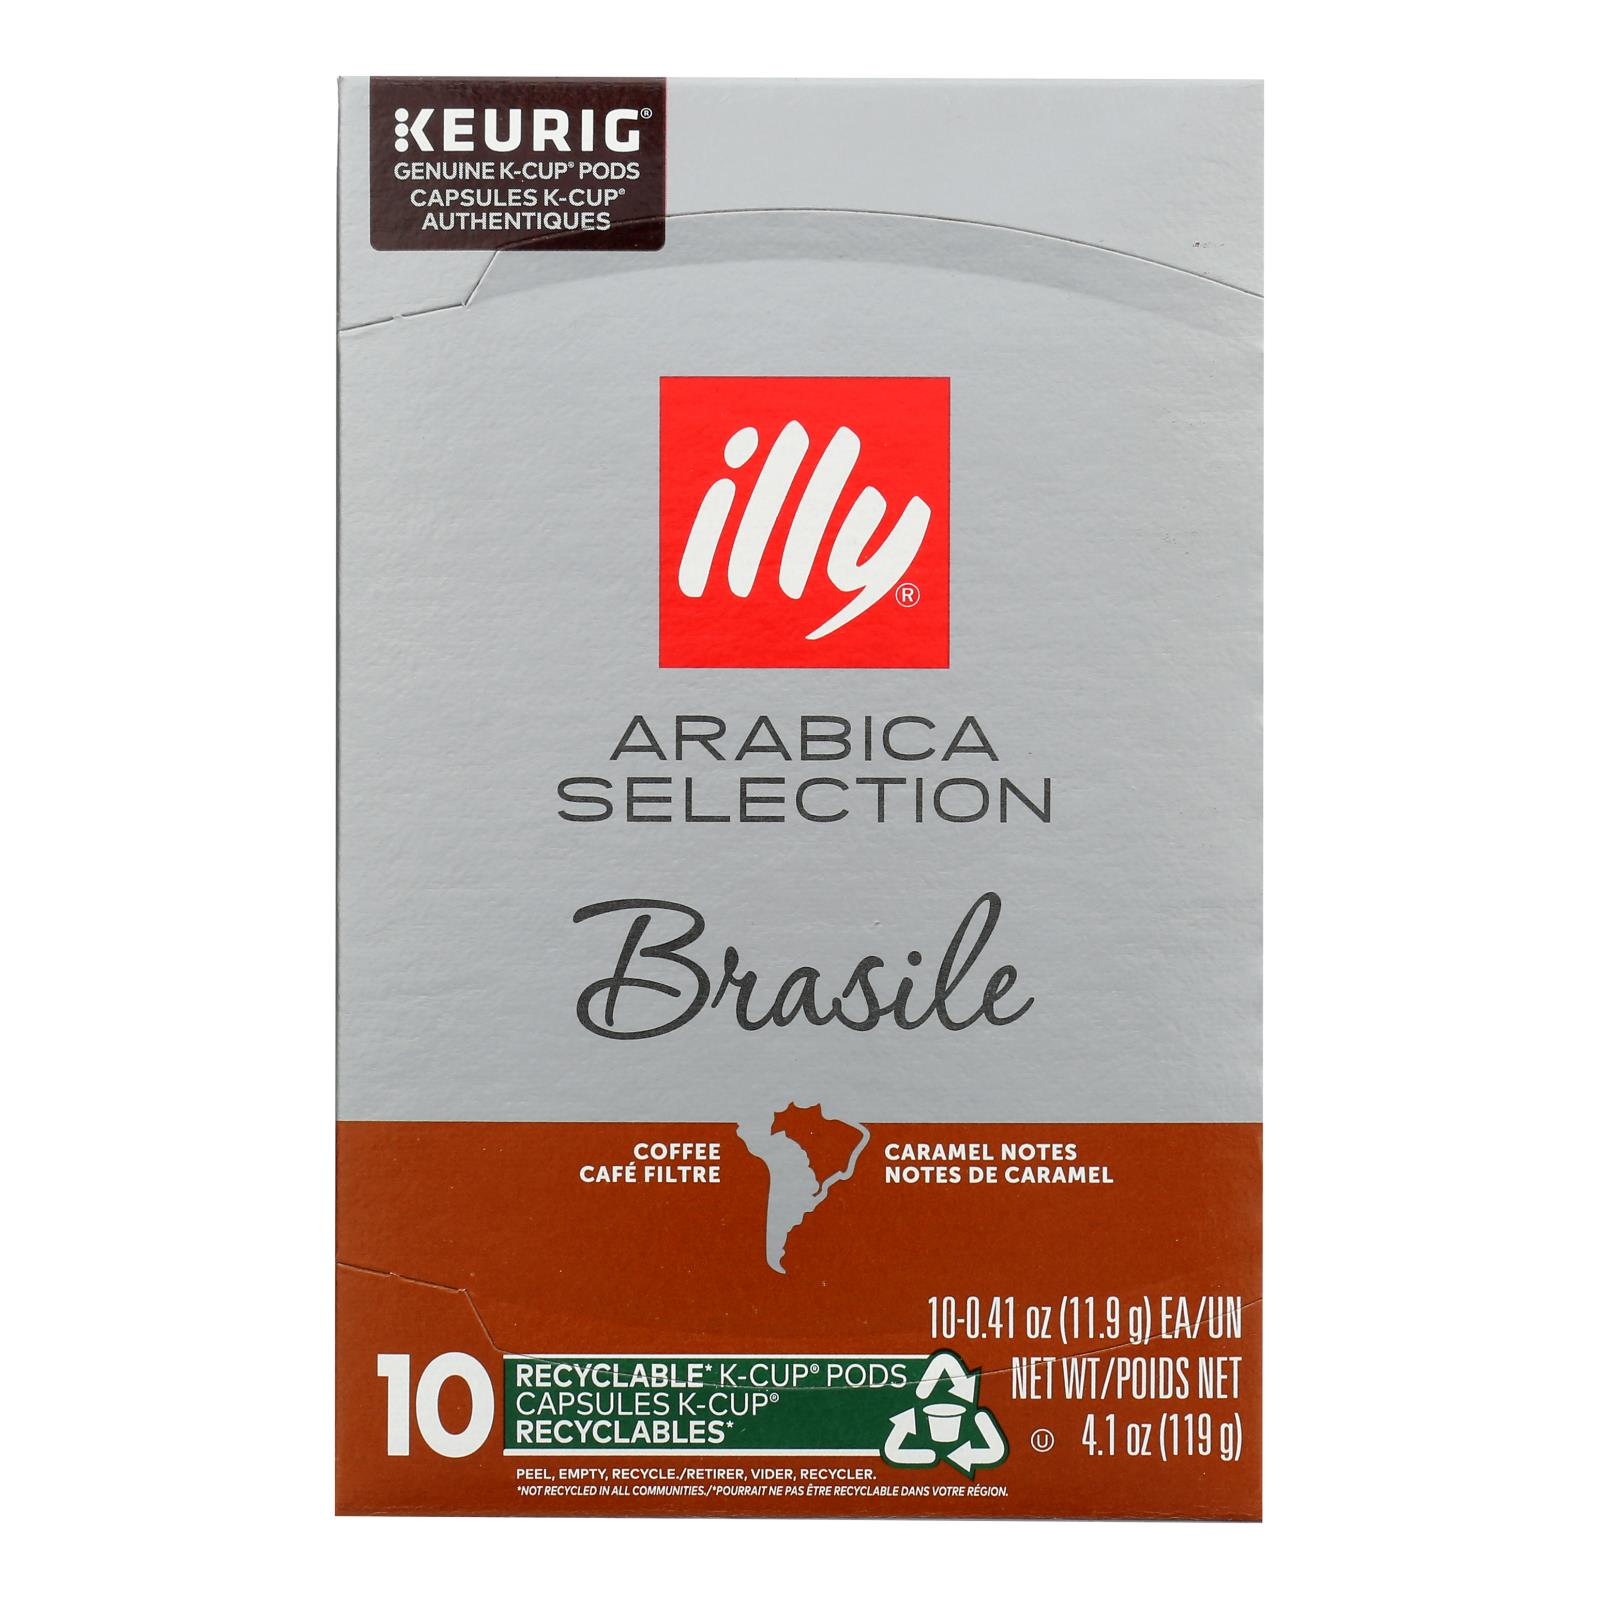 KEURIG®
GENUINE K-CUP® PODS
CAPSULES K-CUP®
AUTHENTIQUES
illy®
ARABICA
SELECTION
Brasile
COFFEE
CAFÉ FILTRE
CARAMEL NOTES
NOTES DE CARAMEL
10-0.41 oz (11.9 g) EA/UN
NET WT/POIDS NET
4.1 oz (119 g)
U
10
RECYCLABLE* K-CUP® PODS
CAPSULES K-CUP®
RECYCLABLES*
PEEL, EMPTY, RECYCLE./RETIRER, VIDER, RECYCLER.
*NOT RECYCLED IN ALL COMMUNITIES./*POURRAIT NE PAS ÊTRE RECYCLABLE DANS VOTRE RÉGION.